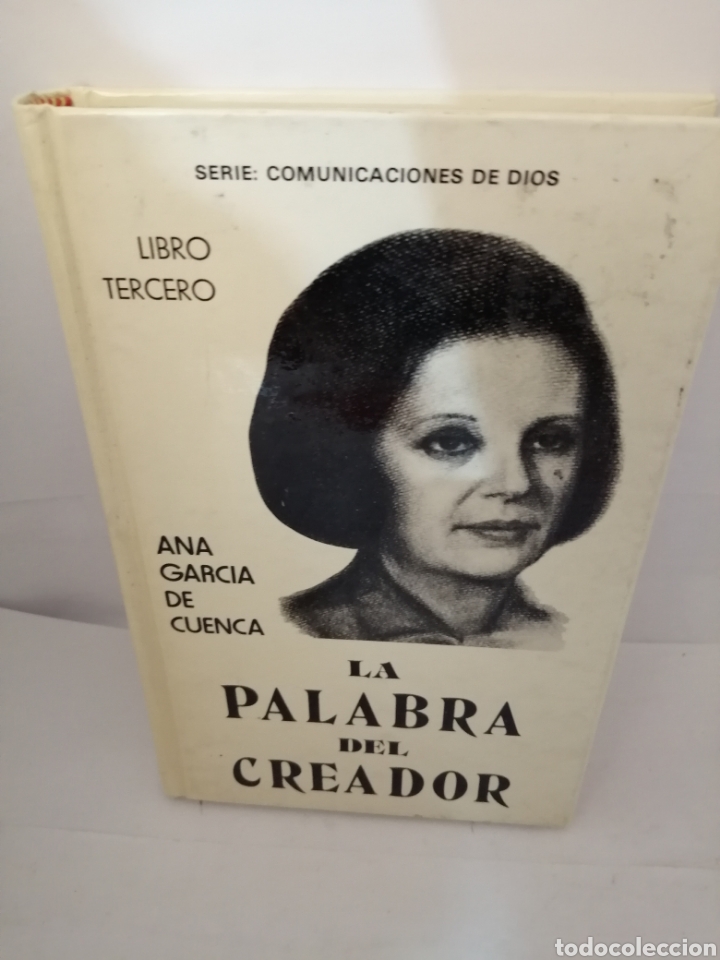 SERIE: COMUNICACIONES DE DIOS
LIBRO
TERCERO
ANA
GARCIA
DE
CUENCA
LA
PALABRA
DEL
CREADOR
todocoleccion